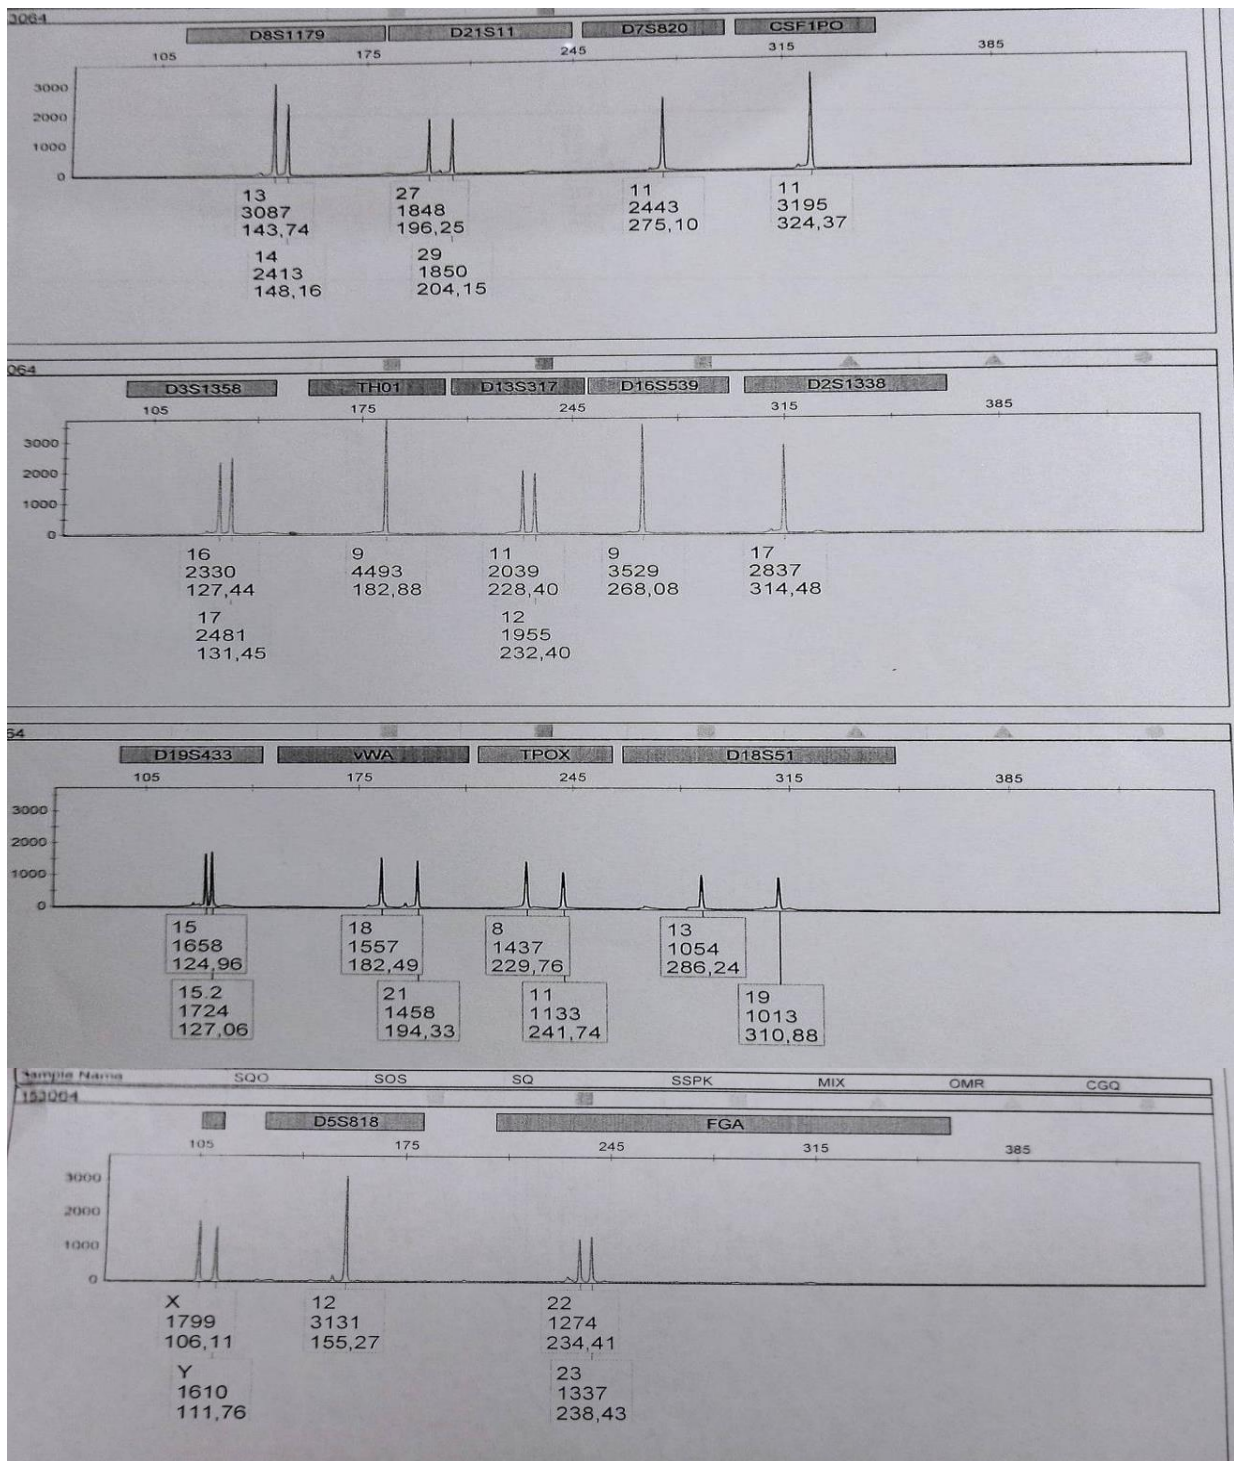 3064
D8S1179 D21S11 D7S820 CSF1PO
105 175 245 315 385
3000
2000
1000
0
13 27 11 11
3087 1848 2443 3195
143,74 196,25 275,10 324,37
14 29
2413 1850
148,16 204,15
064
D3S1358 TH01 D13S317 D16S539 D2S1338
105 175 245 315 385
3000
2000
1000
0
16 9 11 9 17
2330 4493 2039 3529 2837
127,44 182,88 228,40 268,08 314,48
17 12
2481 1955
131,45 232,40
64
D19S433 vWA TPOX D18S51
105 175 245 315 385
3000
2000
1000
0
15 18 8 13
1658 1557 1437 1054
124,96 182,49 229,76 286,24
15.2 21 11 19
1724 1458 1133 1013
127,06 194,33 241,74 310,88
Sample Name SQO SOS SQ SSPK MIX OMR CGQ
153064
D5S818 FGA
105 175 245 315 385
3000
2000
1000
0
X 12 22
1799 3131 1274
106,11 155,27 234,41
Y 23
1610 1337
111,76 238,43